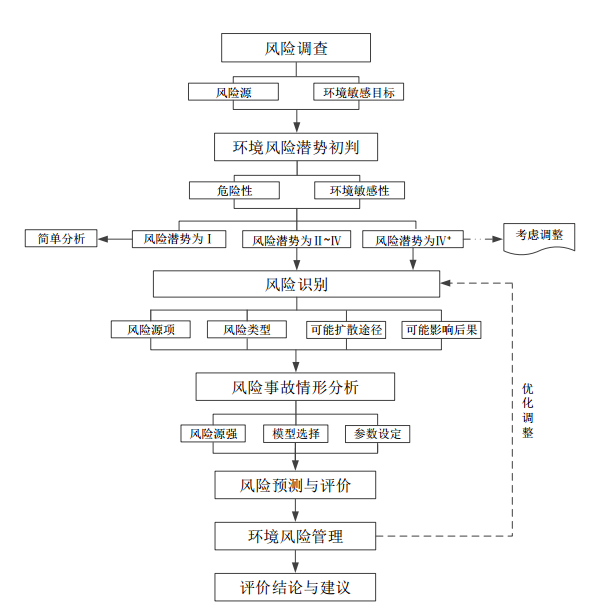 风险调查
风险源
环境敏感目标
环境风险潜势初判
危险性
环境敏感性
简单分析
风险潜势为Ⅰ
风险潜势为Ⅱ~Ⅳ
风险潜势为Ⅳ⁺
考虑调整
风险识别
风险源项
风险类型
可能扩散途径
可能影响后果
风险事故情形分析
风险源强
模型选择
参数设定
优化调整
风险预测与评价
环境风险管理
评价结论与建议